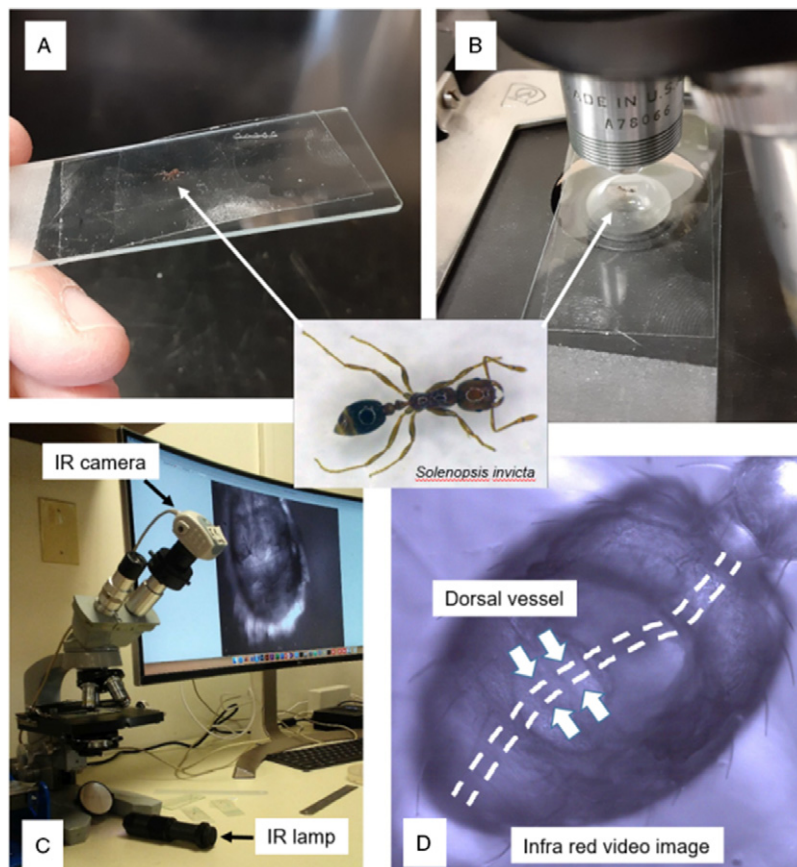 A
B
MADE IN U.S
A78066
Solenopsis invicta
IR camera
C
IR lamp
Dorsal vessel
D
Infra red video image